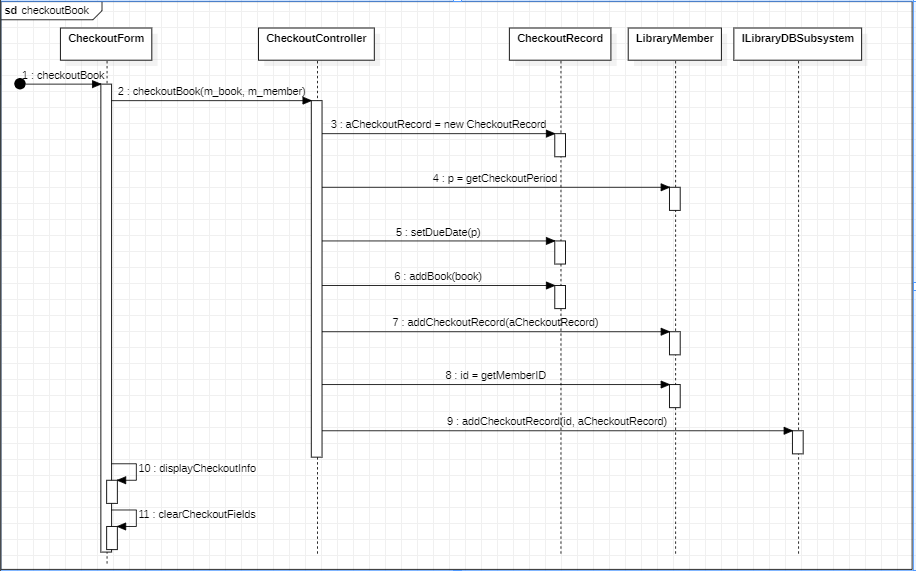 sd checkoutBook
CheckoutForm
CheckoutController
CheckoutRecord
LibraryMember
ILibraryDBSubsystem
1 : checkoutBook
2 : checkoutBook(m_book, m_member)
3 : aCheckoutRecord = new CheckoutRecord
4 : p = getCheckoutPeriod
5 : setDueDate(p)
6 : addBook(book)
7 : addCheckoutRecord(aCheckoutRecord)
8 : id = getMemberID
9 : addCheckoutRecord(id, aCheckoutRecord)
10 : displayCheckoutInfo
11 : clearCheckoutFields